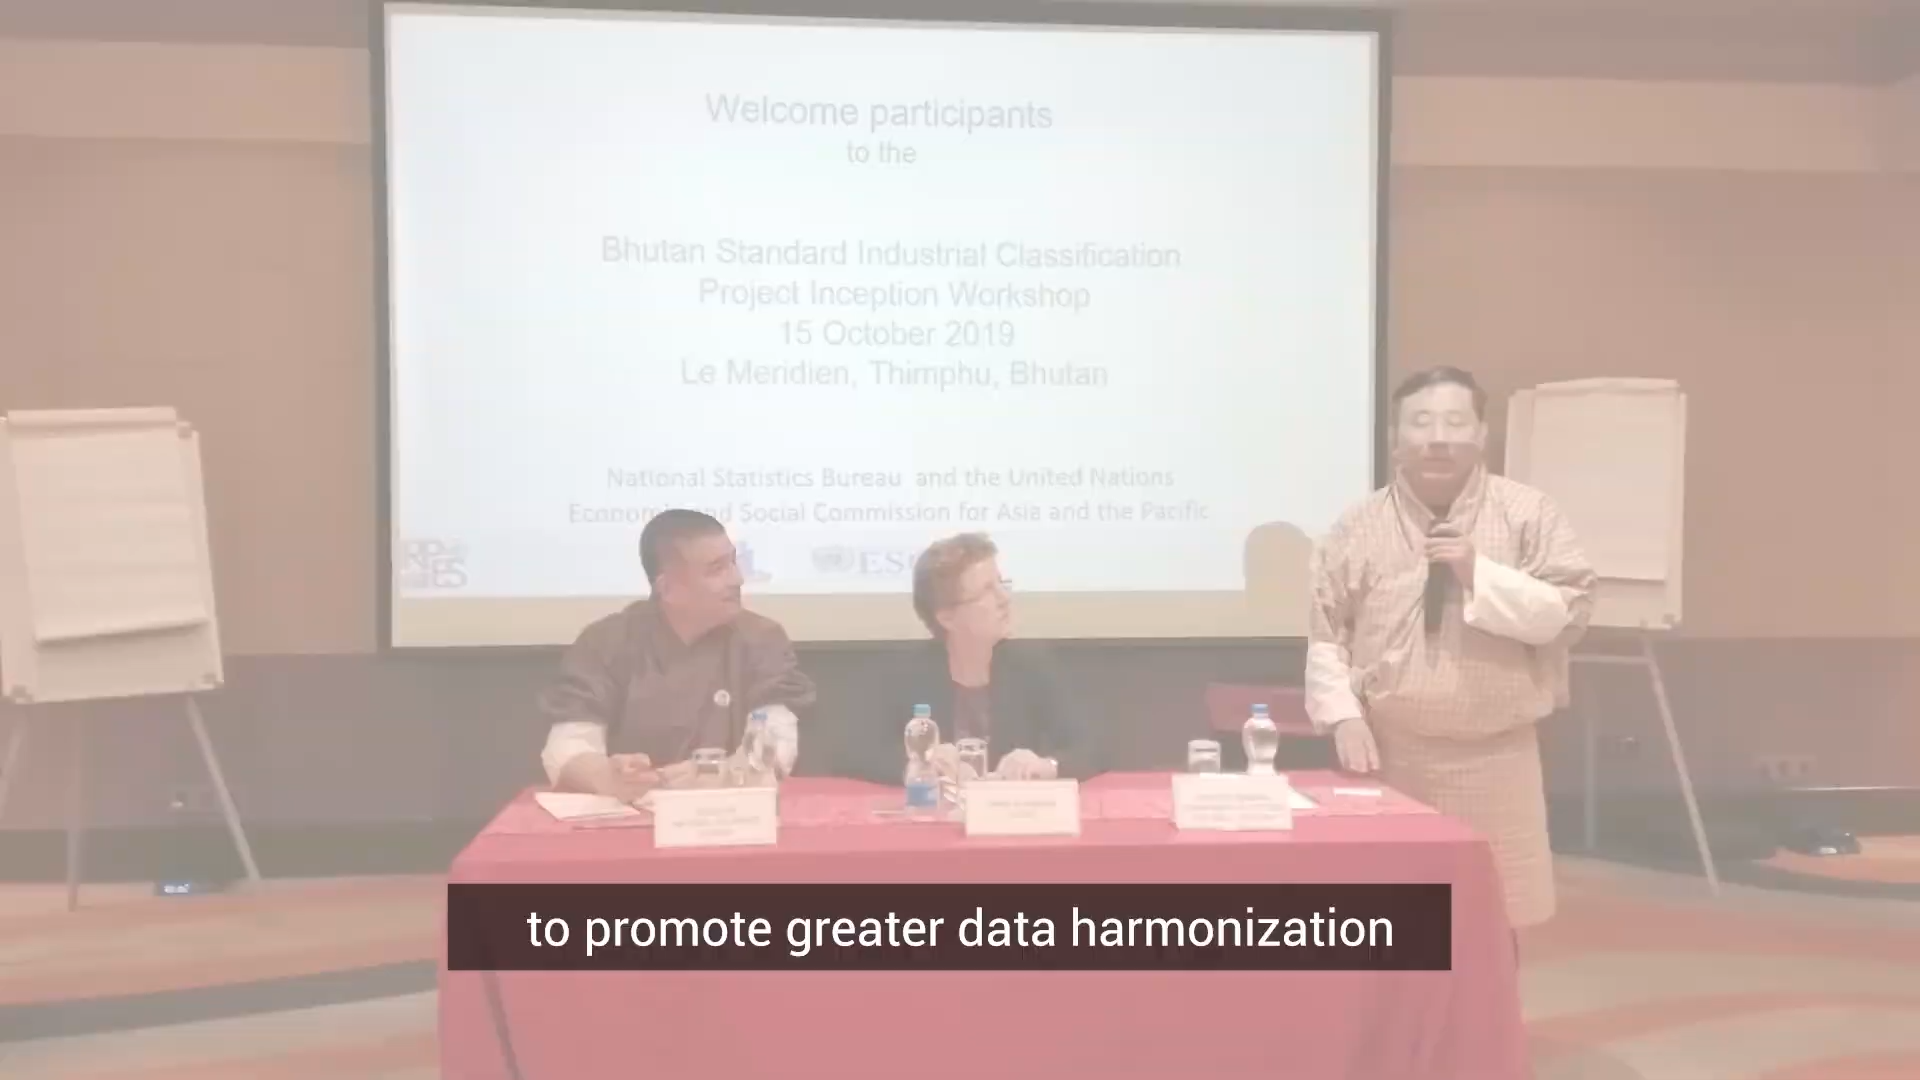 Welcome participants
to the
Bhutan Standard Industrial Classification
Project Inception Workshop
15 October 2019
Le Meridien, Thimphu, Bhutan
National Statistics Bureau and the United Nations
Social Commission for Asia and the Pacific
to promote greater data harmonization